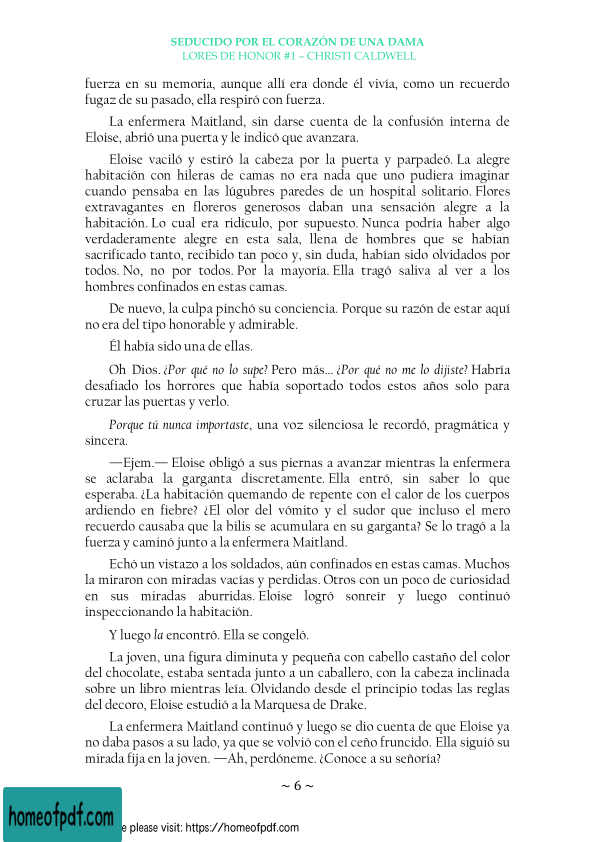 SEDUCIDO POR EL CORAZÓN DE UNA DAMA
LORES DE HONOR #1 – CHRISTI CALDWELL
fuerza en su memoria, aunque allí era donde él vivía, como un recuerdo
fugaz de su pasado, ella respiró con fuerza.
La enfermera Maitland, sin darse cuenta de la confusión interna de
Eloise, abrió una puerta y le indicó que avanzara.
Eloise vaciló y estiró la cabeza por la puerta y parpadeó. La alegre
habitación con hileras de camas no era nada que uno pudiera imaginar
cuando pensaba en las lúgubres paredes de un hospital solitario. Flores
extravagantes en floreros generosos daban una sensación alegre a la
habitación. Lo cual era ridículo, por supuesto. Nunca podría haber algo
verdaderamente alegre en esta sala, llena de hombres que se habían
sacrificado tanto, recibido tan poco y, sin duda, habían sido olvidados por
todos. No, no por todos. Por la mayoría. Ella tragó saliva al ver a los
hombres confinados en estas camas.
De nuevo, la culpa pinchó su conciencia. Porque su razón de estar aquí
no era del tipo honorable y admirable.
Él había sido una de ellas.
Oh Dios. ¿Por qué no lo supe? Pero más... ¿Por qué no me lo dijiste? Habría
desafiado los horrores que había soportado todos estos años solo para
cruzar las puertas y verlo.
Porque tú nunca importaste, una voz silenciosa le recordó, pragmática y
sincera.
—Ejem.— Eloise obligó a sus piernas a avanzar mientras la enfermera
se aclaraba la garganta discretamente. Ella entró, sin saber lo que
esperaba. ¿La habitación quemando de repente con el calor de los cuerpos
ardiendo en fiebre? ¿El olor del vómito y el sudor que incluso el mero
recuerdo causaba que la bilis se acumulara en su garganta? Se lo tragó a la
fuerza y caminó junto a la enfermera Maitland.
Echó un vistazo a los soldados, aún confinados en estas camas. Muchos
la miraron con miradas vacías y perdidas. Otros con un poco de curiosidad
en sus miradas aburridas. Eloise logró sonreír y luego continuó
inspeccionando la habitación.
Y luego la encontró. Ella se congeló.
La joven, una figura diminuta y pequeña con cabello castaño del color
del chocolate, estaba sentada junto a un caballero, con la cabeza inclinada
sobre un libro mientras leía. Olvidando desde el principio todas las reglas
del decoro, Eloise estudió a la Marquesa de Drake.
La enfermera Maitland continuó y luego se dio cuenta de que Eloise ya
no daba pasos a su lado, ya que se volvió con el ceño fruncido. Ella siguió su
mirada fija en la joven. —Ah, perdóneme. ¿Conoce a su señoría?
~ 6 ~
homeofpdf.com
e please visit: https://homeofpdf.com